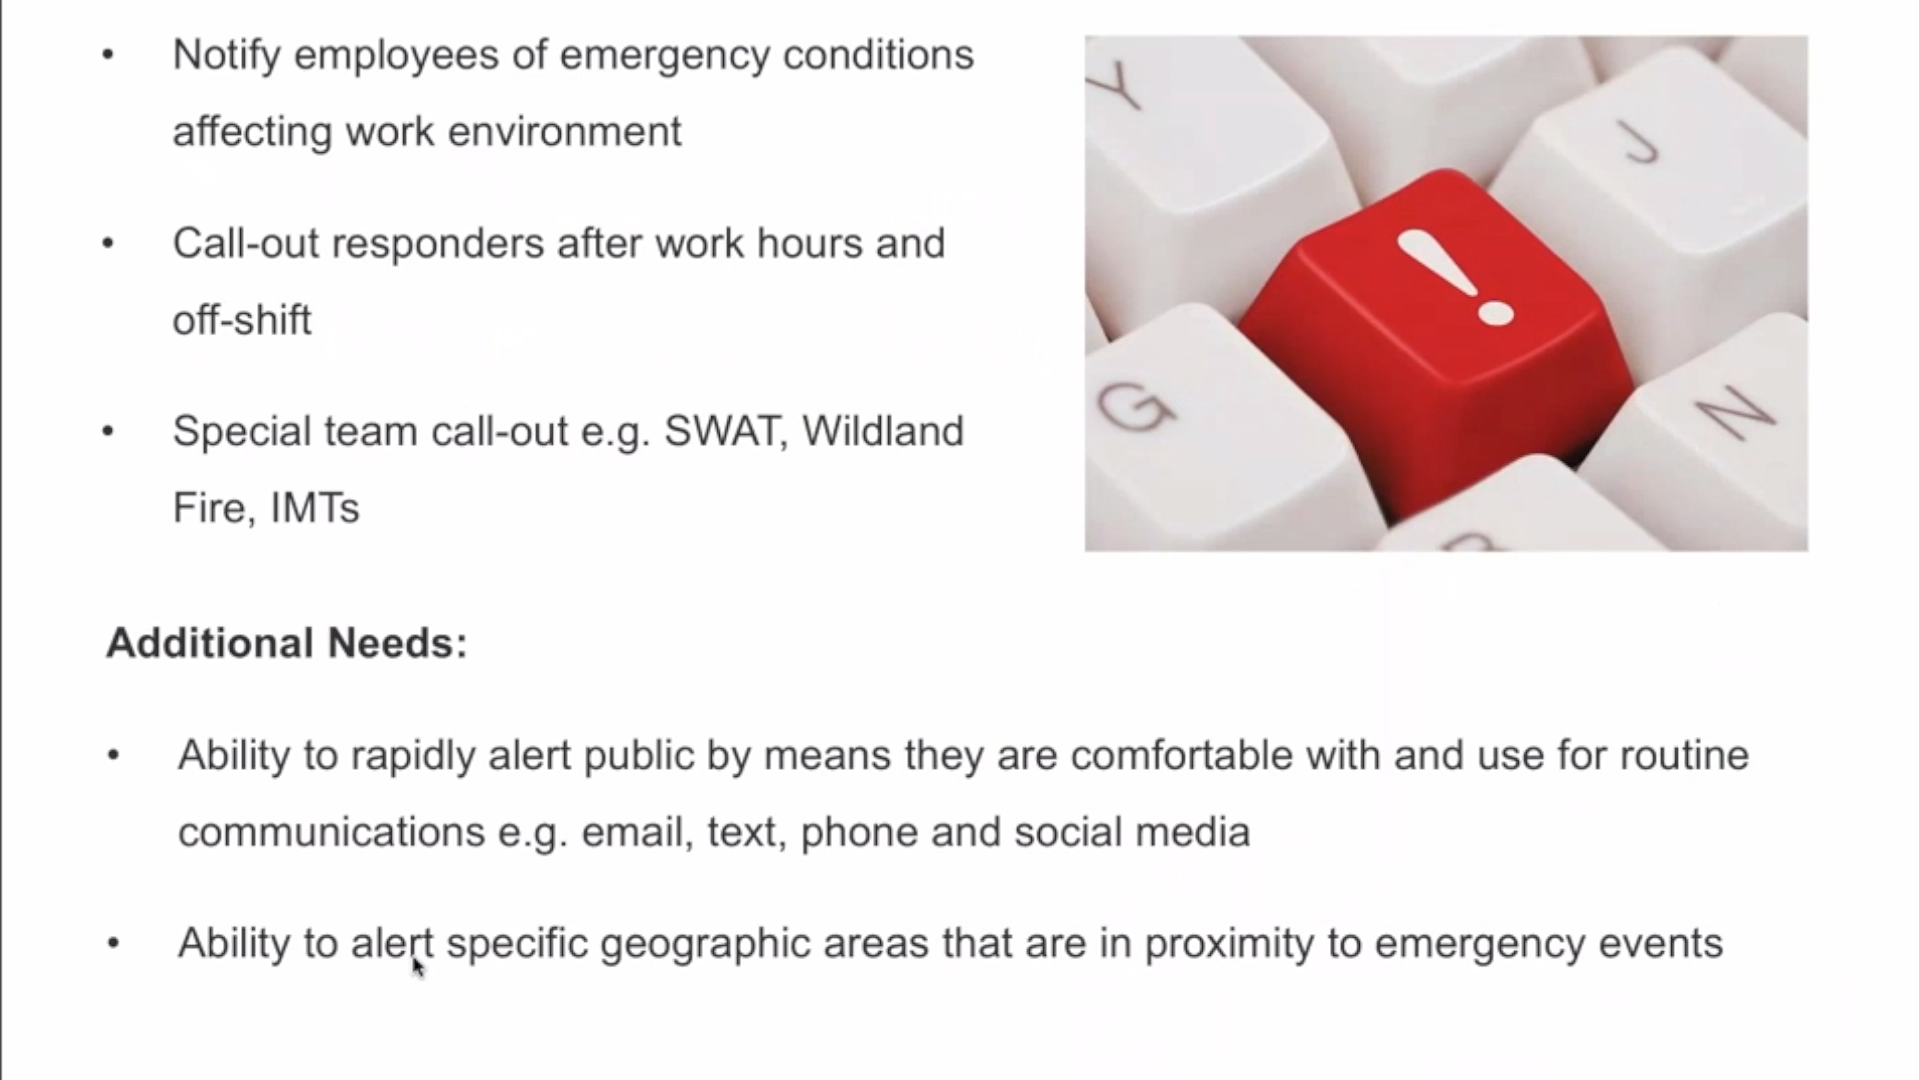 • Notify employees of emergency conditions
affecting work environment
• Call-out responders after work hours and
off-shift
• Special team call-out e.g. SWAT, Wildland
Fire, IMTs
Y
J
!
G
N
Additional Needs:
• Ability to rapidly alert public by means they are comfortable with and use for routine
communications e.g. email, text, phone and social media
• Ability to alert specific geographic areas that are in proximity to emergency events